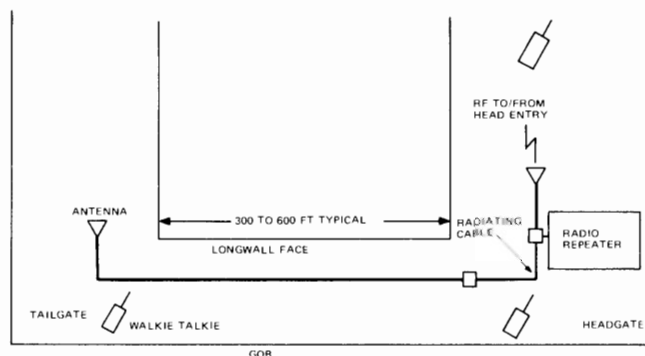 RF TO/FROM
HEAD ENTRY
ANTENNA
300 TO 600 FT TYPICAL
RADIATING
CABLE
LONGWALL FACE
RADIO
REPEATER
TAILGATE
WALKIE TALKIE
HEADGATE
GOB